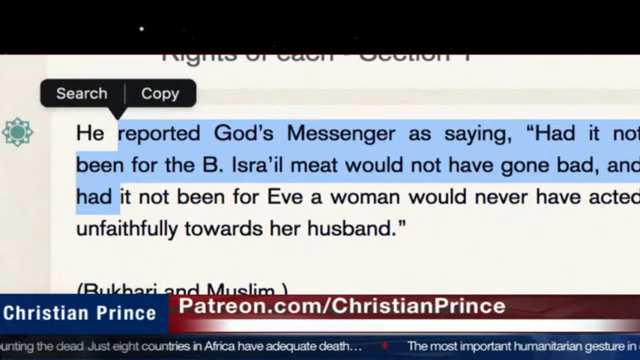 Rights of each - Section 1
Search
Copy
He reported God's Messenger as saying, "Had it not
been for the B. Isra'il meat would not have gone bad, and
had it not been for Eve a woman would never have acted
unfaithfully towards her husband."
(Bukhari and Muslim.)
Christian Prince
Patreon.com/ChristianPrince
ounting the dead Just eight countries in Africa have adequate death...
The most important humanitarian gesture in